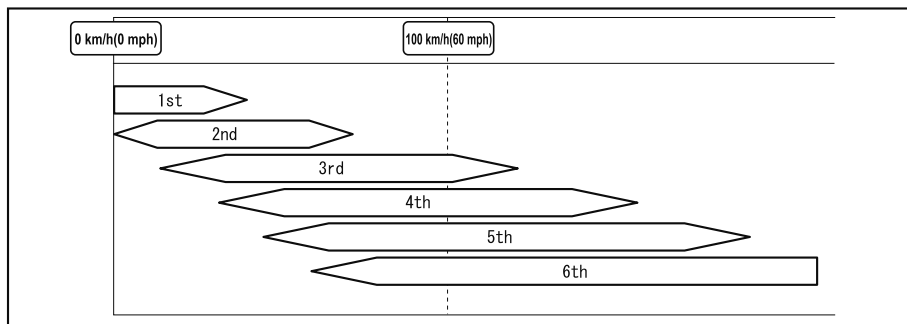 0 km/h(0 mph) 100 km/h(60 mph)
1st
2nd
3rd
4th
5th
6th